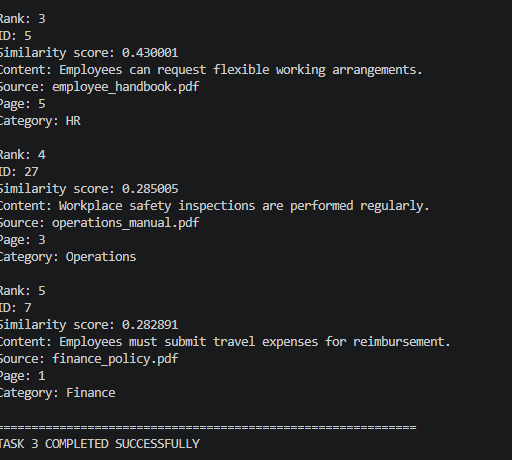 Rank: 3
ID: 5
Similarity score: 0.430001
Content: Employees can request flexible working arrangements.
Source: employee_handbook.pdf
Page: 5
Category: HR
Rank: 4
ID: 27
Similarity score: 0.285005
Content: Workplace safety inspections are performed regularly.
Source: operations_manual.pdf
Page: 3
Category: Operations
Rank: 5
ID: 7
Similarity score: 0.282891
Content: Employees must submit travel expenses for reimbursement.
Source: finance_policy.pdf
Page: 1
Category: Finance
============================================================
TASK 3 COMPLETED SUCCESSFULLY